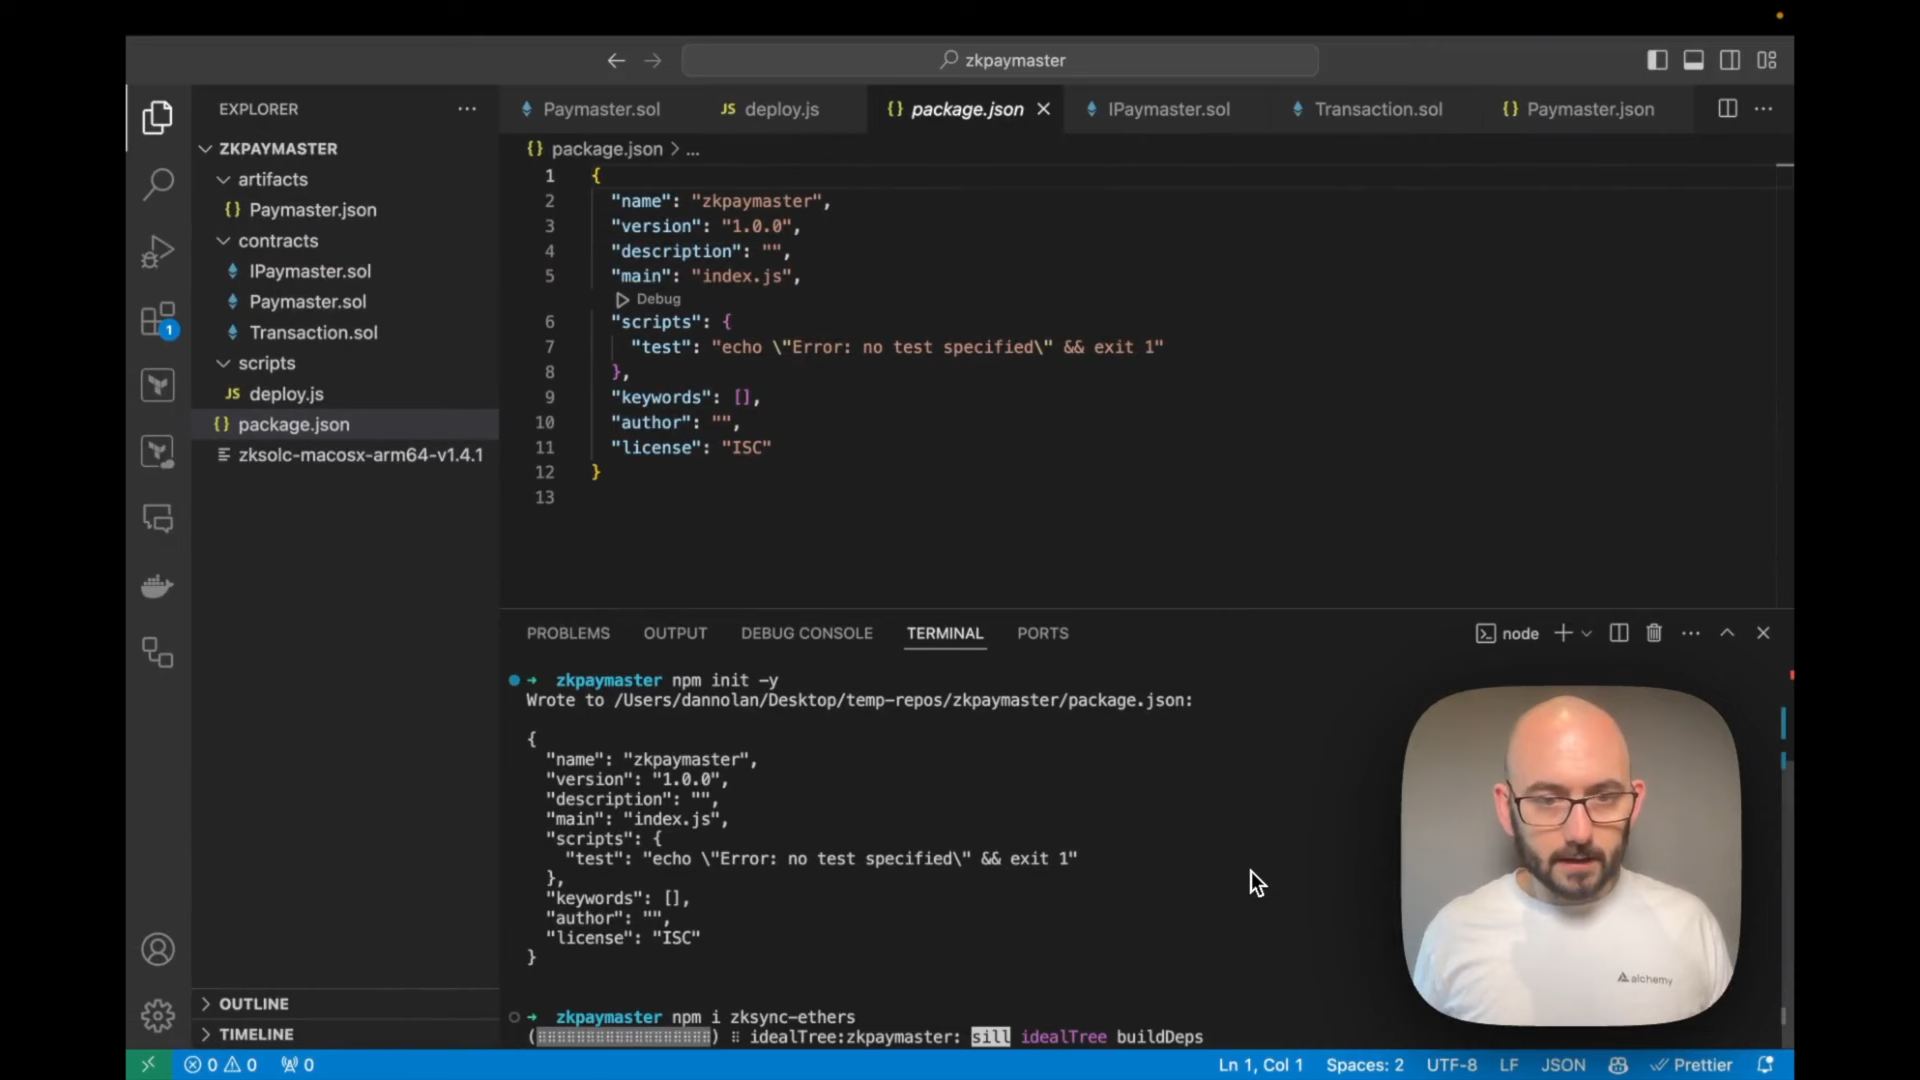 zkpaymaster
EXPLORER
ZKPAYMASTER
artifacts
{} Paymaster.json
contracts
IPaymaster.sol
Paymaster.sol
Transaction.sol
scripts
JS deploy.js
{} package.json
zksolc-macosx-arm64-v1.4.1
1
OUTLINE
TIMELINE
Paymaster.sol
JS deploy.js
{} package.json
IPaymaster.sol
Transaction.sol
{} Paymaster.json
{} package.json > ...
1 {
2 "name": "zkpaymaster",
3 "version": "1.0.0",
4 "description": "",
5 "main": "index.js",
Debug
6 "scripts": {
7 "test": "echo \"Error: no test specified\" && exit 1"
8 },
9 "keywords": [],
10 "author": "",
11 "license": "ISC"
12 }
13
PROBLEMS OUTPUT DEBUG CONSOLE TERMINAL PORTS
node
zkpaymaster npm init -y
Wrote to /Users/dannolan/Desktop/temp-repos/zkpaymaster/package.json:
{
"name": "zkpaymaster",
"version": "1.0.0",
"description": "",
"main": "index.js",
"scripts": {
"test": "echo \"Error: no test specified\" && exit 1"
},
"keywords": [],
"author": "",
"license": "ISC"
}
zkpaymaster npm i zksync-ethers
(⠿⠿⠿⠿⠿⠿⠿⠿⠿⠿⠿⠿⠿⠿⠿⠿⠿⠿) ⠿ idealTree:zkpaymaster: sill idealTree buildDeps
alchemy
0 0 0
Ln 1, Col 1 Spaces: 2 UTF-8 LF JSON Prettier